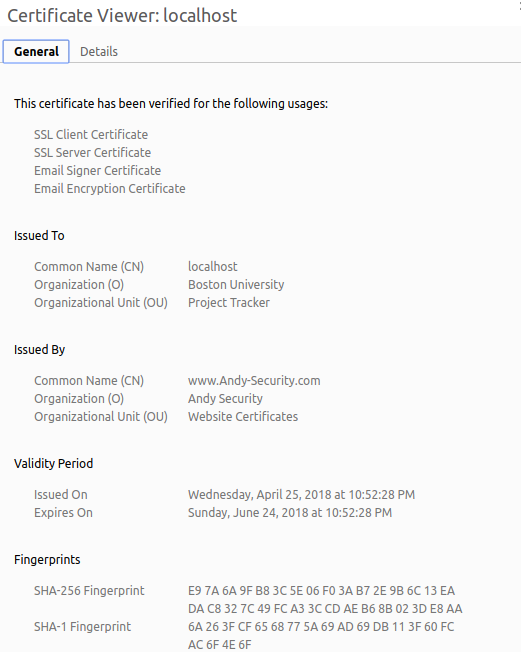 Certificate Viewer: localhost
General Details
This certificate has been verified for the following usages:
SSL Client Certificate
SSL Server Certificate
Email Signer Certificate
Email Encryption Certificate
Issued To
Common Name (CN) localhost
Organization (O) Boston University
Organizational Unit (OU) Project Tracker
Issued By
Common Name (CN) www.Andy-Security.com
Organization (O) Andy Security
Organizational Unit (OU) Website Certificates
Validity Period
Issued On Wednesday, April 25, 2018 at 10:52:28 PM
Expires On Sunday, June 24, 2018 at 10:52:28 PM
Fingerprints
SHA-256 Fingerprint E9 7A 6A 9F B8 3C 5E 06 F0 3A B7 2E 9B 6C 13 EA
DA C8 32 7C 49 FC A3 3C CD AE B6 8B 02 3D E8 AA
SHA-1 Fingerprint 6A 26 3F CF 65 68 77 5A 69 AD 69 DB 11 3F 60 FC
AC 6F 4E 6F